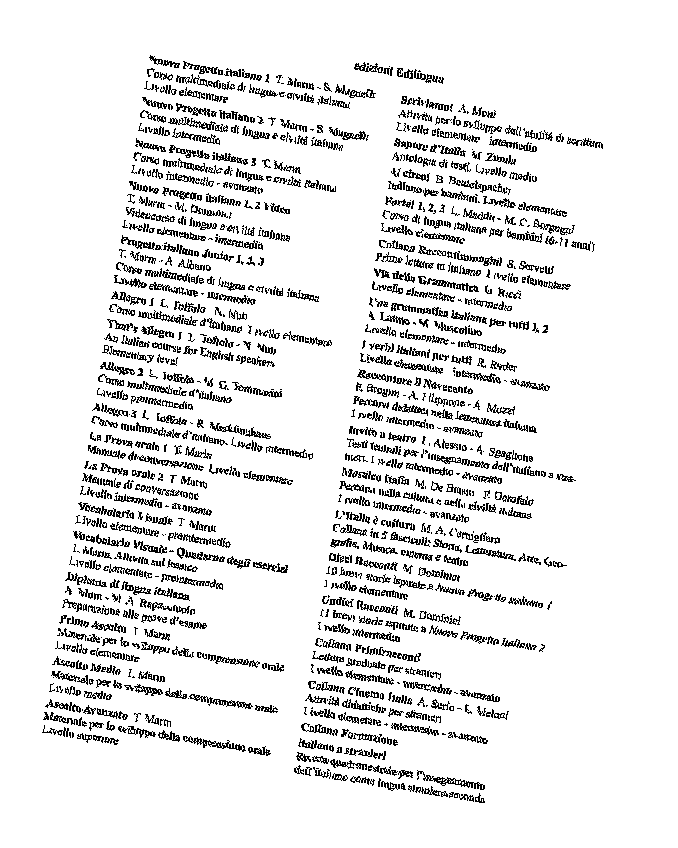 edizioni Edilingua
Nuovo Progetto italiano 1 T. Marin - S. Magnelli
Corso multimediale di lingua e civiltà italiana
Livello elementare
Nuovo Progetto italiano 2 T. Marin - S. Magnelli
Corso multimediale di lingua e civiltà italiana
Livello intermedio
Nuovo Progetto italiano 3 T. Marin
Corso multimediale di lingua e civiltà italiana
Livello intermedio - avanzato
Nuovo Progetto italiano 1, 2 Video
T. Marin - M. Dominici
Videocorso di lingua e civiltà italiana
Livello elementare - intermedio
Progetto italiano Junior 1, 2, 3
T. Marin - A. Albano
Corso multimediale di lingua e civiltà italiana
Livello elementare - intermedio
Allegro 1 L. Toffolo - N. Nuti
Corso multimediale d'italiano. Livello elementare
That's Allegro 1 L. Toffolo - N. Nuti
An Italian course for English speakers
Elementary level
Allegro 2 L. Toffolo - M. G. Tommasini
Corso multimediale d'italiano
Livello preintermedio
Allegro 3 L. Toffolo - R. Merklinghaus
Corso multimediale d'italiano. Livello intermedio
La Prova orale 1 T. Marin
Manuale di conversazione. Livello elementare
La Prova orale 2 T. Marin
Manuale di conversazione
Livello intermedio - avanzato
Vocabolario Visuale T. Marin
Livello elementare - preintermedio
Vocabolario Visuale - Quaderno degli esercizi
T. Marin. Attività sul lessico
Livello elementare - preintermedio
Diploma di lingua italiana
A. Moni - M. A. Rapacciuolo
Preparazione alle prove d'esame
Primo Ascolto T. Marin
Materiale per lo sviluppo della comprensione orale
Livello elementare
Ascolto Medio T. Marin
Materiale per lo sviluppo della comprensione orale
Livello medio
Ascolto Avanzato T. Marin
Materiale per lo sviluppo della comprensione orale
Livello superiore
Scriviamo! A. Moni
Attività per lo sviluppo dell'abilità di scrittura
Livello elementare - intermedio
Sapore d'Italia M. Zurula
Antologia di testi. Livello medio
Al circo! B. Beutelspacher
Italiano per bambini. Livello elementare
Forte! 1, 2, 3 L. Maddii - M. C. Borgogni
Corso di lingua italiana per bambini (6-11 anni)
Livello elementare
Collana Raccontimmagini S. Servetti
Prime letture in italiano. Livello elementare
Via della Grammatica M. Ricci
Livello elementare - intermedio
Una grammatica italiana per tutti 1, 2
A. Latino - M. Muscolino
Livello elementare - intermedio
I verbi italiani per tutti R. Ryder
Livello elementare - intermedio - avanzato
Raccontare il Novecento
P. Brogini - A. Filippone - A. Muzzi
Percorsi didattici nella letteratura italiana
Livello intermedio - avanzato
Invito a teatro L. Alessio - A. Sgaglione
Testi teatrali per l'insegnamento dell'italiano a stra-
nieri. Livello intermedio - avanzato
Mosaico Italia M. De Biasio - P. Garofalo
Percorsi nella cultura e nella civiltà italiana
Livello intermedio - avanzato
L'Italia è cultura M. A. Cernigliaro
Collana in 5 fascicoli: Storia, Letteratura, Arte, Geo-
grafia, Musica, cinema e teatro
Dieci Racconti M. Dominici
10 brevi storie ispirate a Nuovo Progetto italiano 1
Livello elementare
Undici Racconti M. Dominici
11 brevi storie ispirate a Nuovo Progetto italiano 2
Livello intermedio
Collana Primiracconti
Letture graduate per stranieri
Livello elementare - intermedio - avanzato
Collana Cinema Italia A. Serio - E. Meloni
Attività didattiche per stranieri
Livello elementare - intermedio - avanzato
Collana Formazione
italiano a stranieri
Rivista quadrimestrale per l'insegnamento
dell'italiano come lingua straniera/seconda